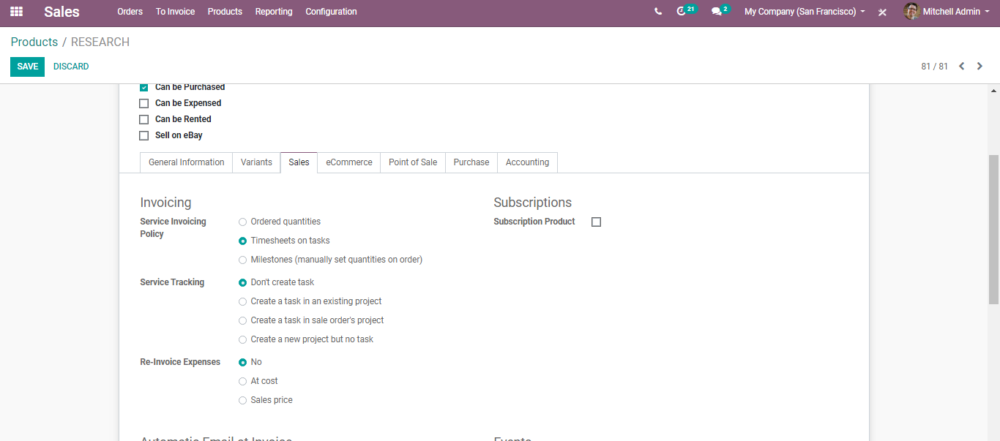 Sales Orders To Invoice Products Reporting Configuration 21 2 My Company (San Francisco) Mitchell Admin
Products / RESEARCH
SAVE DISCARD 81 / 81
Can be Purchased
Can be Expensed
Can be Rented
Sell on eBay
General Information Variants Sales eCommerce Point of Sale Purchase Accounting
Invoicing
Service Invoicing Policy
Ordered quantities
Timesheets on tasks
Milestones (manually set quantities on order)
Service Tracking
Don't create task
Create a task in an existing project
Create a task in sale order's project
Create a new project but no task
Re-Invoice Expenses
No
At cost
Sales price
Subscriptions
Subscription Product
Automatic Email at Invoice
Events